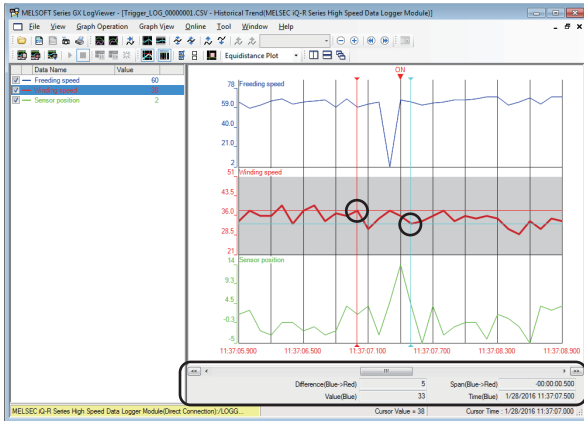 MELSOFT Series GX LogViewer - [Trigger_LOG_00000001.CSV - Historical Trend(MELSEC iQ-R Series High Speed Data Logger Module)]
File View Graph Operation Graph View Online Tool Window Help
Equidistance Plot
Data Name Value
Freeding speed 60
Winding speed 38
Sensor position 2
ON
78 Freeding speed
59.0
40.0
21.0
2
51 Winding speed
43.5
36.0
28.5
21
14 Sensor position
9.3
4.5
-0.3
-5
11:37:05.900 11:37:06.500 11:37:07.100 11:37:07.700 11:37:08.300 11:37:08.900
Difference(Blue->Red) 5 Span(Blue->Red) -00:00:00.500
Value(Blue) 33 Time(Blue) 1/28/2016 11:37:07.500
MELSEC iQ-R Series High Speed Data Logger Module(Direct Connection):/LOGG... Cursor Value = 38 Cursor Time : 1/28/2016 11:37:07.000